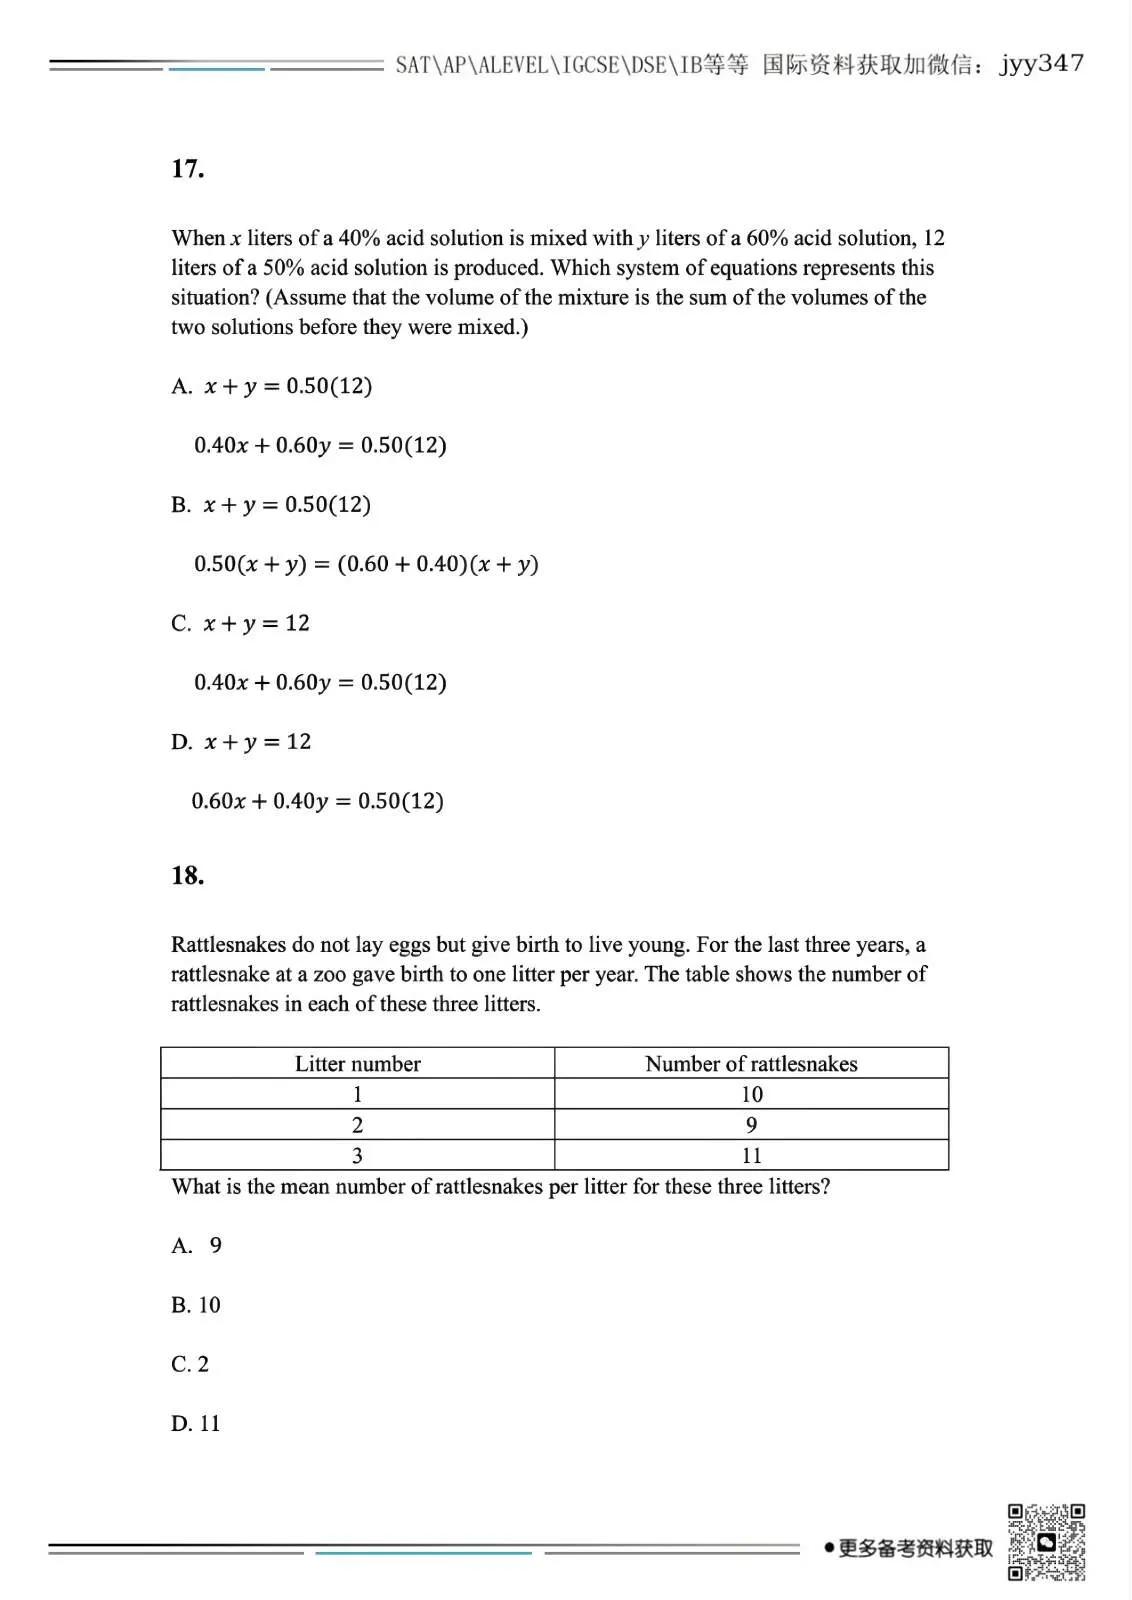 SAT\AP\ALEVEL\IGCSE\DSE\IB等等 国际资料获取加微信：jyy347
17.
When x liters of a 40% acid solution is mixed with y liters of a 60% acid solution, 12
liters of a 50% acid solution is produced. Which system of equations represents this
situation? (Assume that the volume of the mixture is the sum of the volumes of the
two solutions before they were mixed.)
A. x + y = 0.50(12)
0.40x + 0.60y = 0.50(12)
B. x + y = 0.50(12)
0.50(x + y) = (0.60 + 0.40)(x + y)
C. x + y = 12
0.40x + 0.60y = 0.50(12)
D. x + y = 12
0.60x + 0.40y = 0.50(12)
18.
Rattlesnakes do not lay eggs but give birth to live young. For the last three years, a
rattlesnake at a zoo gave birth to one litter per year. The table shows the number of
rattlesnakes in each of these three litters.
Litter number Number of rattlesnakes
1 10
2 9
3 11
What is the mean number of rattlesnakes per litter for these three litters?
A. 9
B. 10
C. 2
D. 11
●更多备考资料获取